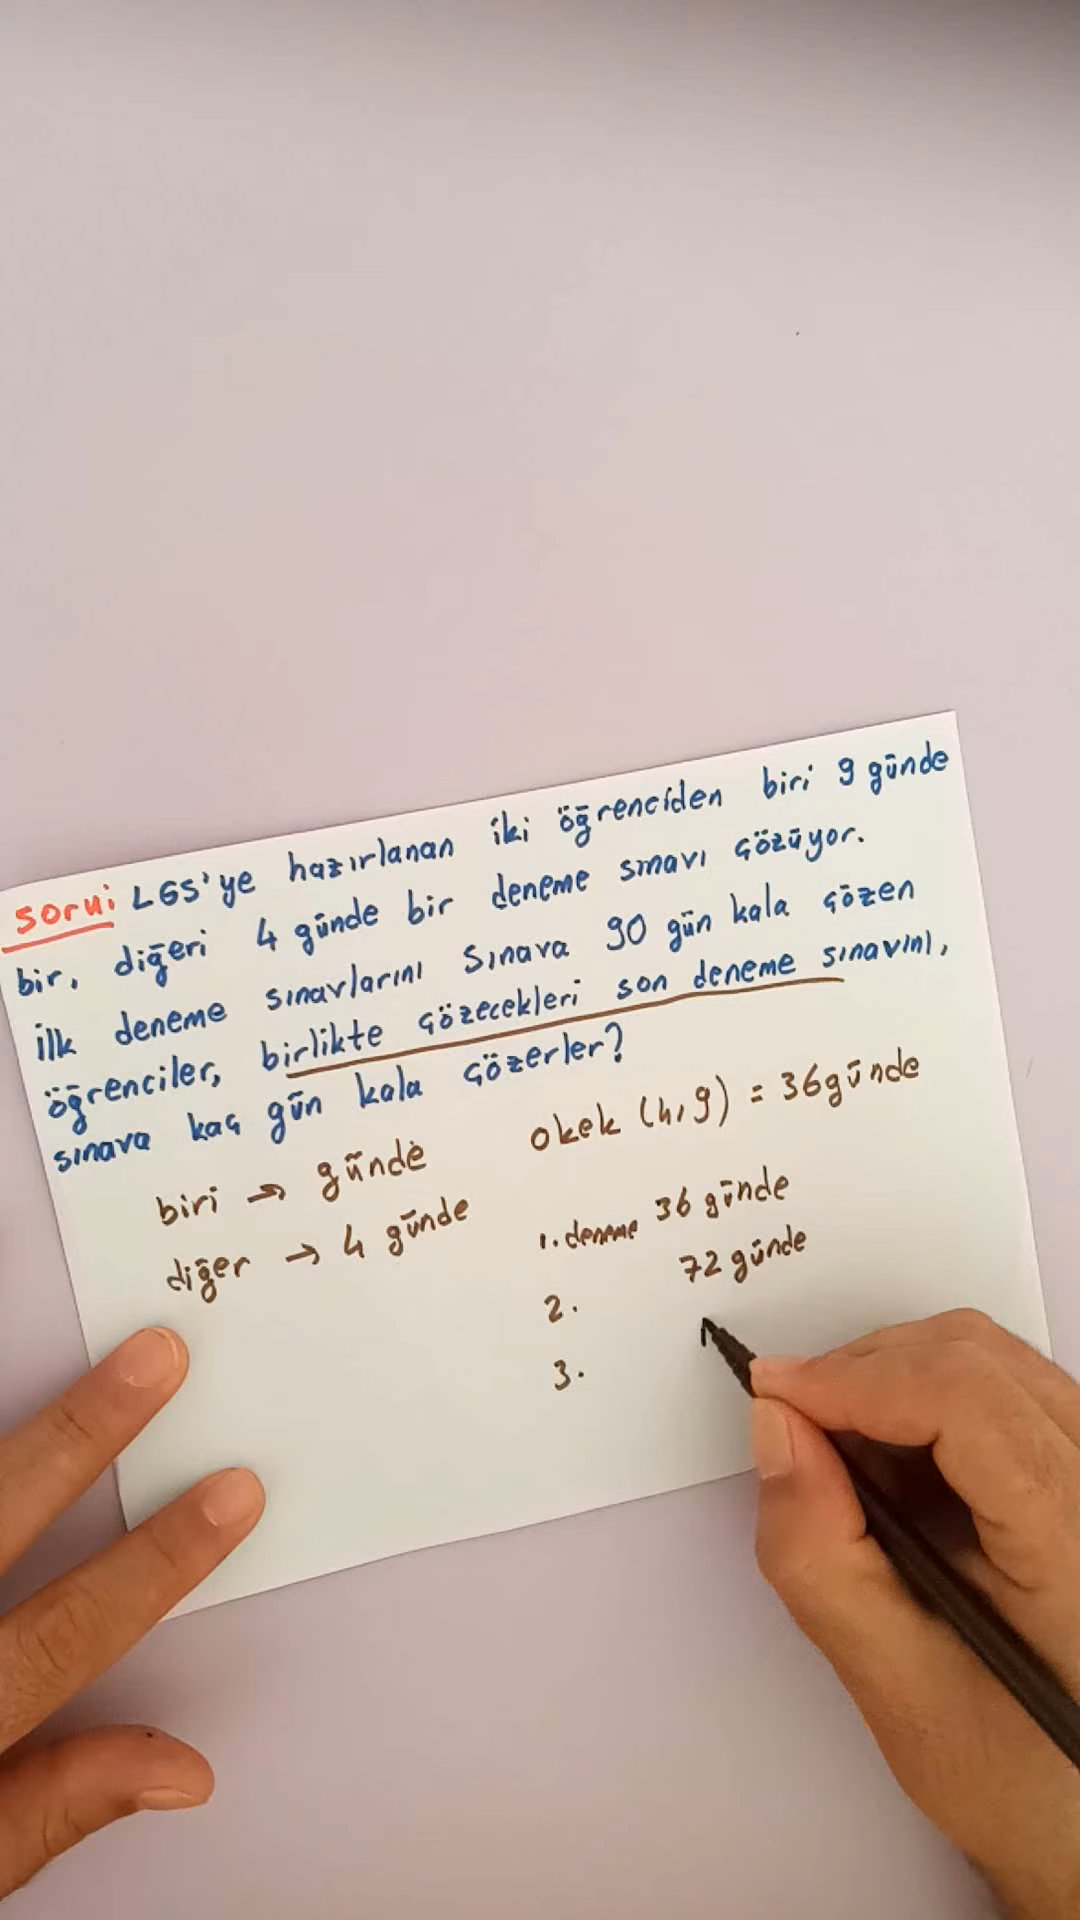 soru: LGS'ye hazırlanan iki öğrenciden biri 9 günde
bir, diğeri 4 günde bir deneme sınavı çözüyor.
ilk deneme sınavlarını sınava 90 gün kala çözen
öğrenciler, birlikte çözecekleri son deneme sınavını,
sınava kaç gün kala çözerler?
biri → günde
diğer → 4 günde
okek (4,9) = 36 günde
1. deneme 36 günde
2. 72 günde
3.